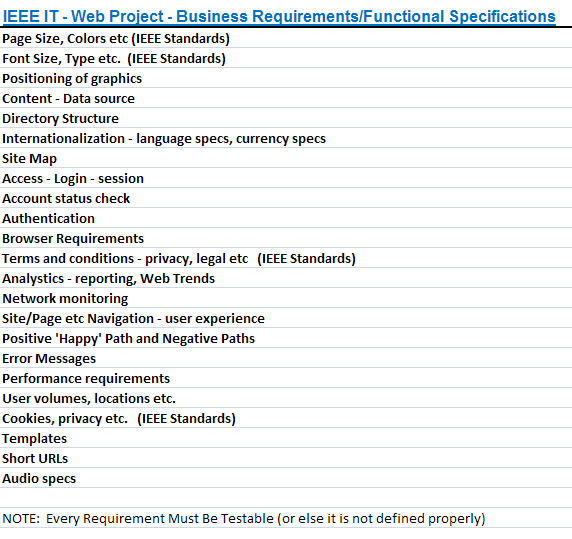 IEEE IT - Web Project - Business Requirements/Functional Specifications
Page Size, Colors etc (IEEE Standards)
Font Size, Type etc.  (IEEE Standards)
Positioning of graphics
Content - Data source
Directory Structure
Internationalization - language specs, currency specs
Site Map
Access - Login - session
Account status check
Authentication
Browser Requirements
Terms and conditions - privacy, legal etc   (IEEE Standards)
Analystics - reporting, Web Trends
Network monitoring
Site/Page etc Navigation - user experience
Positive 'Happy' Path and Negative Paths
Error Messages
Performance requirements
User volumes, locations etc.
Cookies, privacy etc.   (IEEE Standards)
Templates
Short URLs
Audio specs
NOTE:  Every Requirement Must Be Testable (or else it is not defined properly)